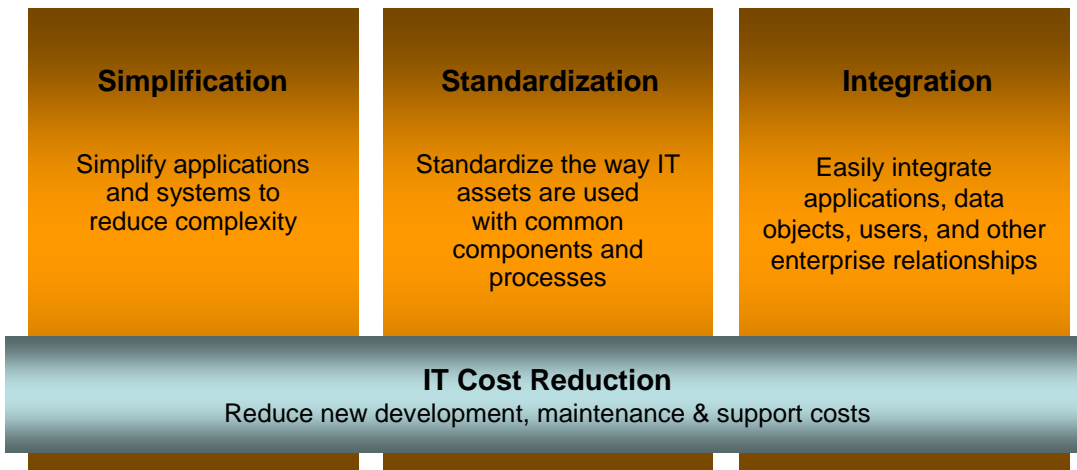 Simplification
Simplify applications
and systems to
reduce complexity
Standardization
Standardize the way IT
assets are used
with common
components and
processes
Integration
Easily integrate
applications, data
objects, users, and other
enterprise relationships
IT Cost Reduction
Reduce new development, maintenance & support costs